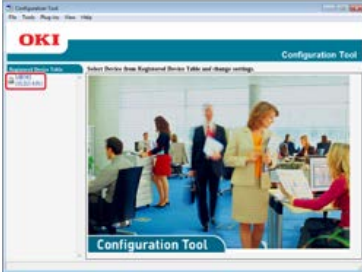 Configuration Tool
File Tools Plug-ins View Help
OKI
Configuration Tool
Registered Device Table
Select Device from Registered Device Table and change settings.
Configuration Tool